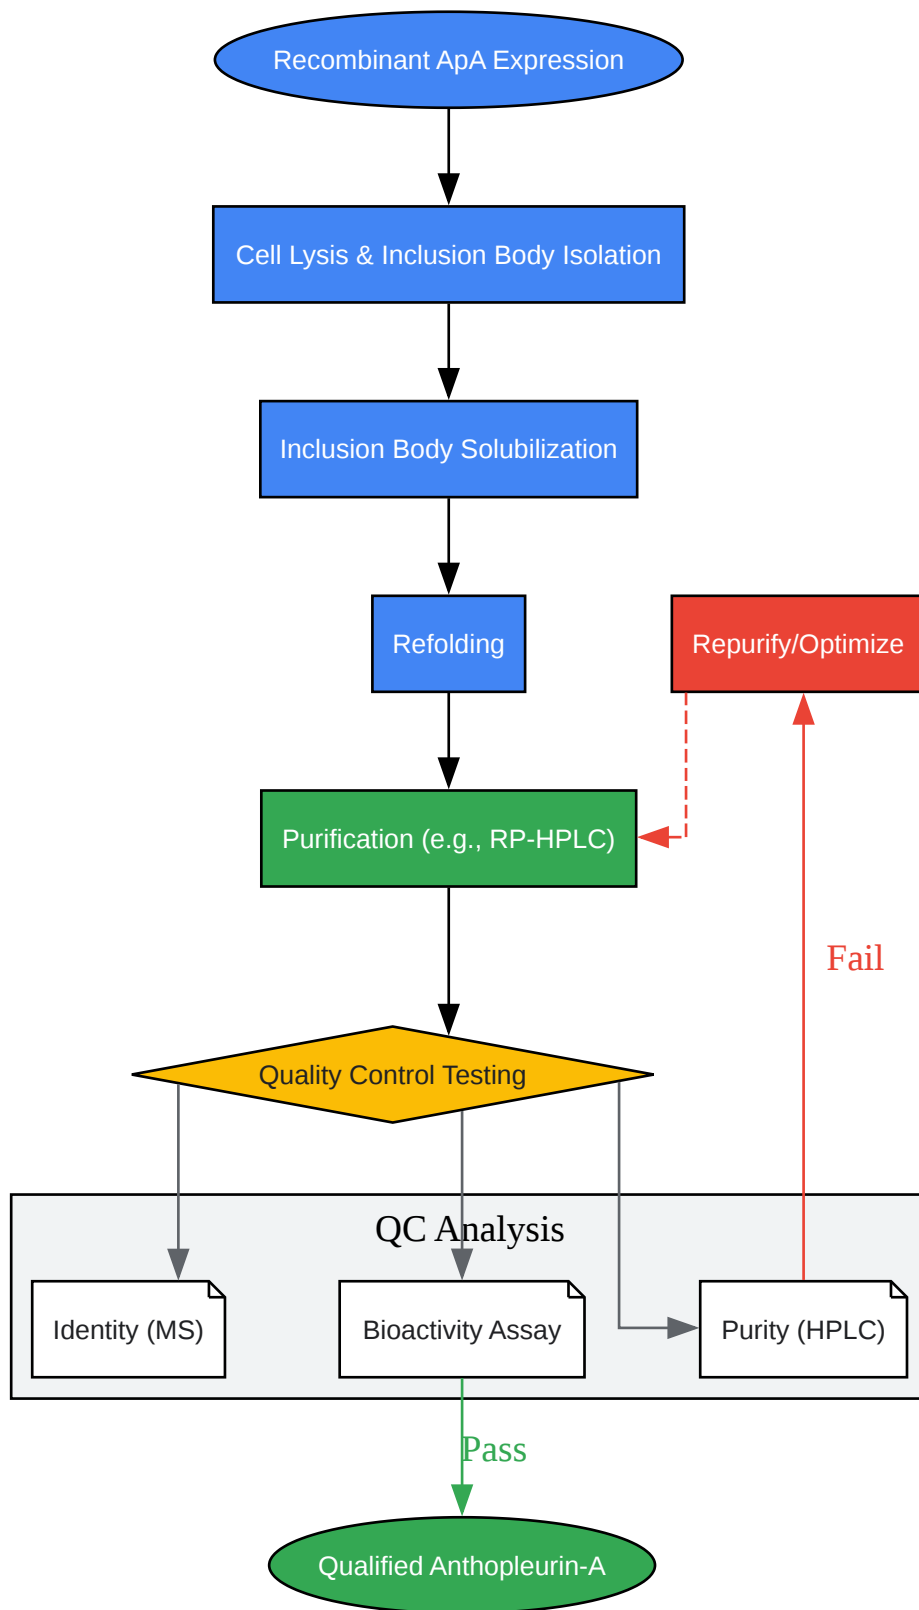 Recombinant ApA Expression
Cell Lysis & Inclusion Body Isolation
Inclusion Body Solubilization
Refolding
Repurify/Optimize
Purification (e.g., RP-HPLC)
Fail
Quality Control Testing
QC Analysis
Identity (MS)
Bioactivity Assay
Purity (HPLC)
Pass
Qualified Anthopleurin-A